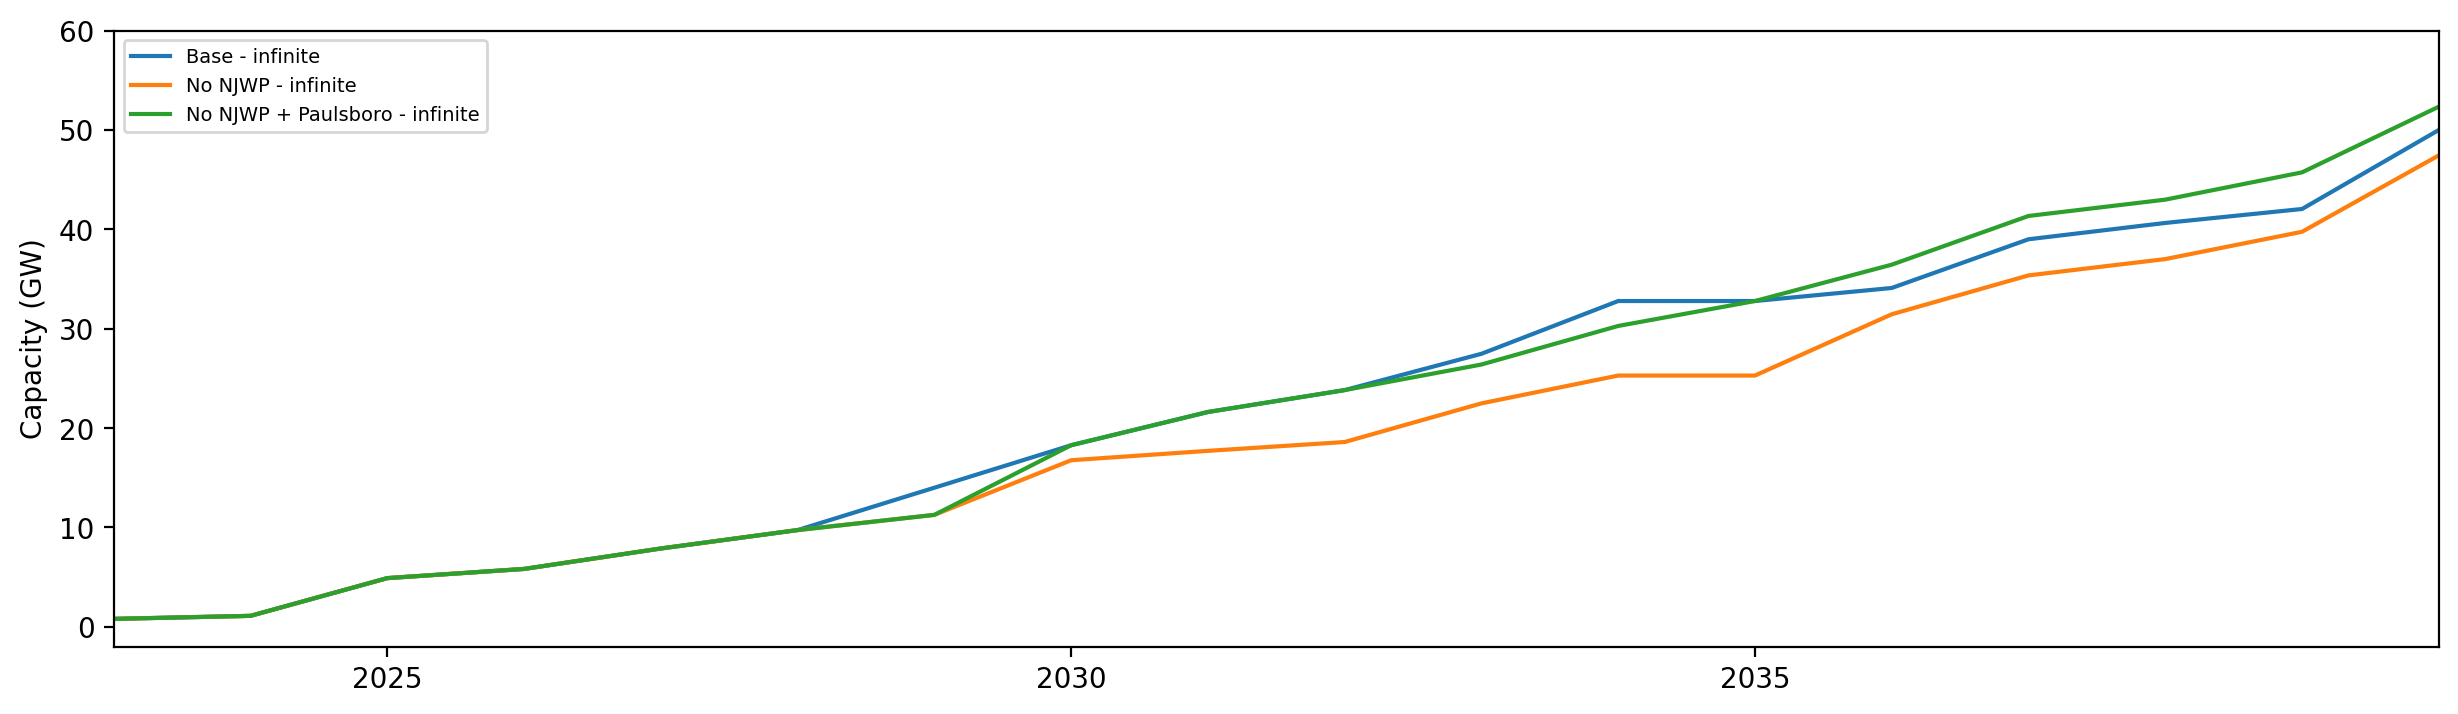 60
50
40
30
20
10
0
Capacity (GW)
Base - infinite
No NJWP - infinite
No NJWP + Paulsboro - infinite
2025
2030
2035